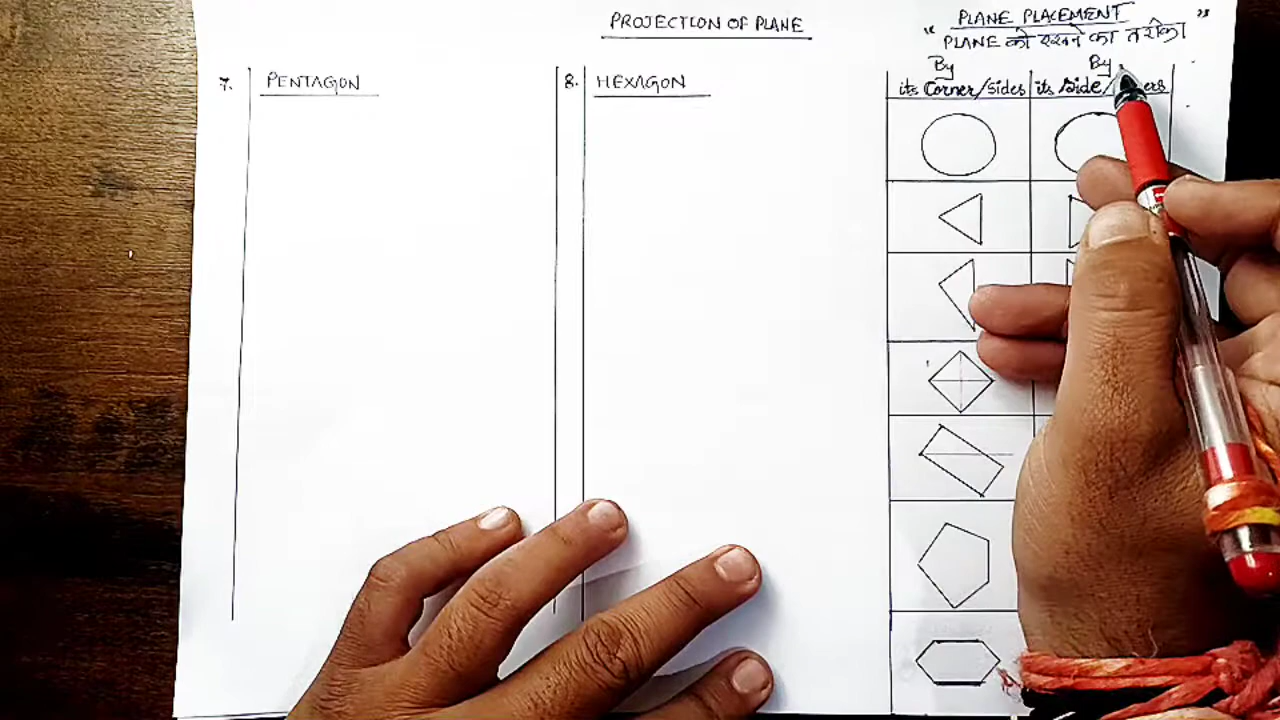 PROJECTION OF PLANE
"PLANE PLACEMENT"
PLANE को रखने का तरीका
7. PENTAGON
8. HEXAGON
By
its Corner/Sides
By
its Side/